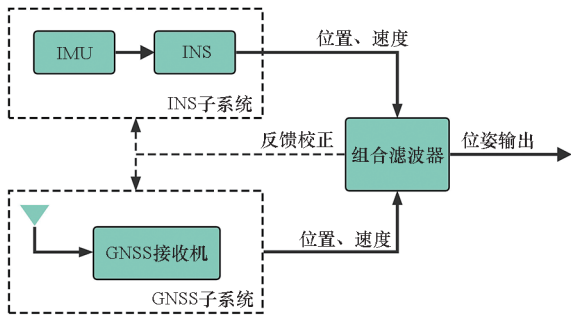 IMU
INS
位置、速度
INS子系统
反馈校正
组合滤波器
位姿输出
GNSS接收机
位置、速度
GNSS子系统